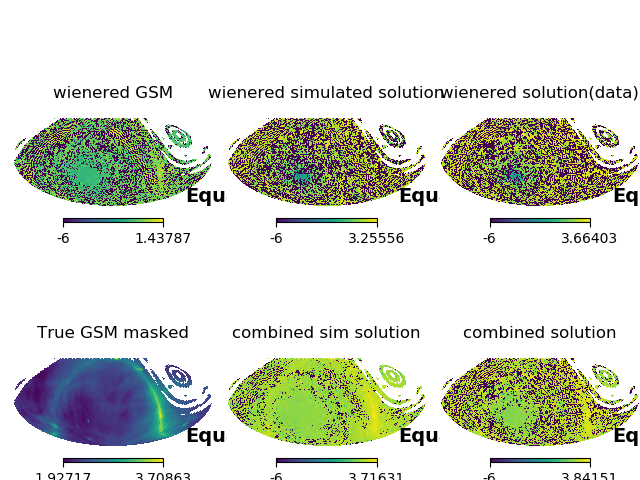 wienered GSM
wienered simulated solution
wienered solution(data)
Equ
Equ
Eq
-6 1.43787
-6 3.25556
-6 3.66403
True GSM masked
combined sim solution
combined solution
Equ
Equ
Eq
1.92717 3.70863
-6 3.71631
-6 3.84151